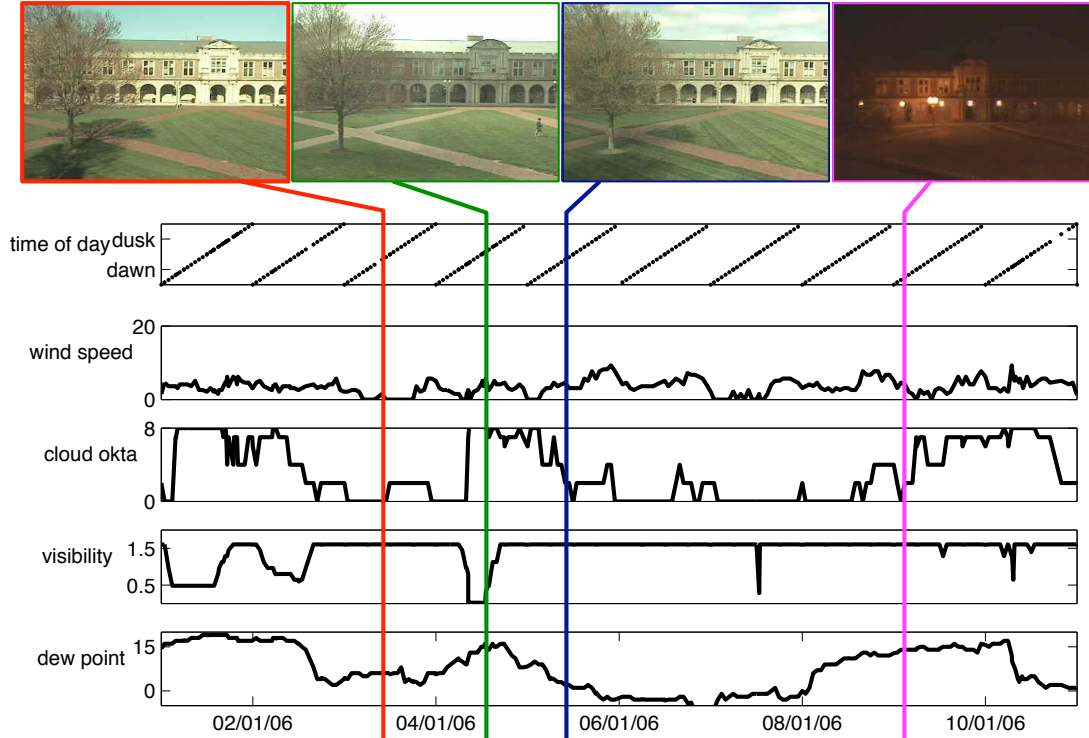 time of day dusk
dawn
wind speed 20
0
cloud okta 8
0
visibility 1.5
0.5
dew point 15
0
02/01/06 04/01/06 06/01/06 08/01/06 10/01/06